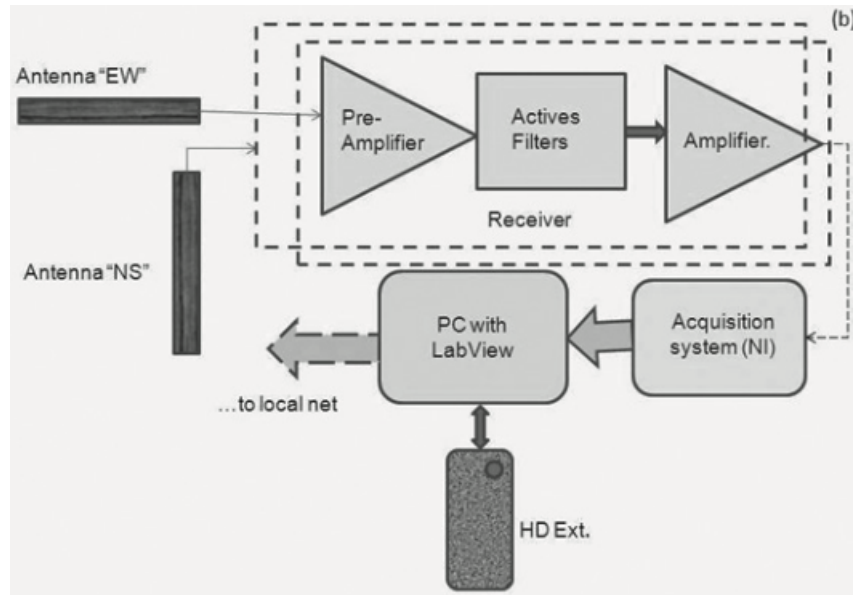 (b)
Antenna “EW”
Pre-
Amplifier
Actives
Filters
Amplifier.
Receiver
Antenna “NS”
PC with
LabView
Acquisition
system (NI)
...to local net
HD Ext.